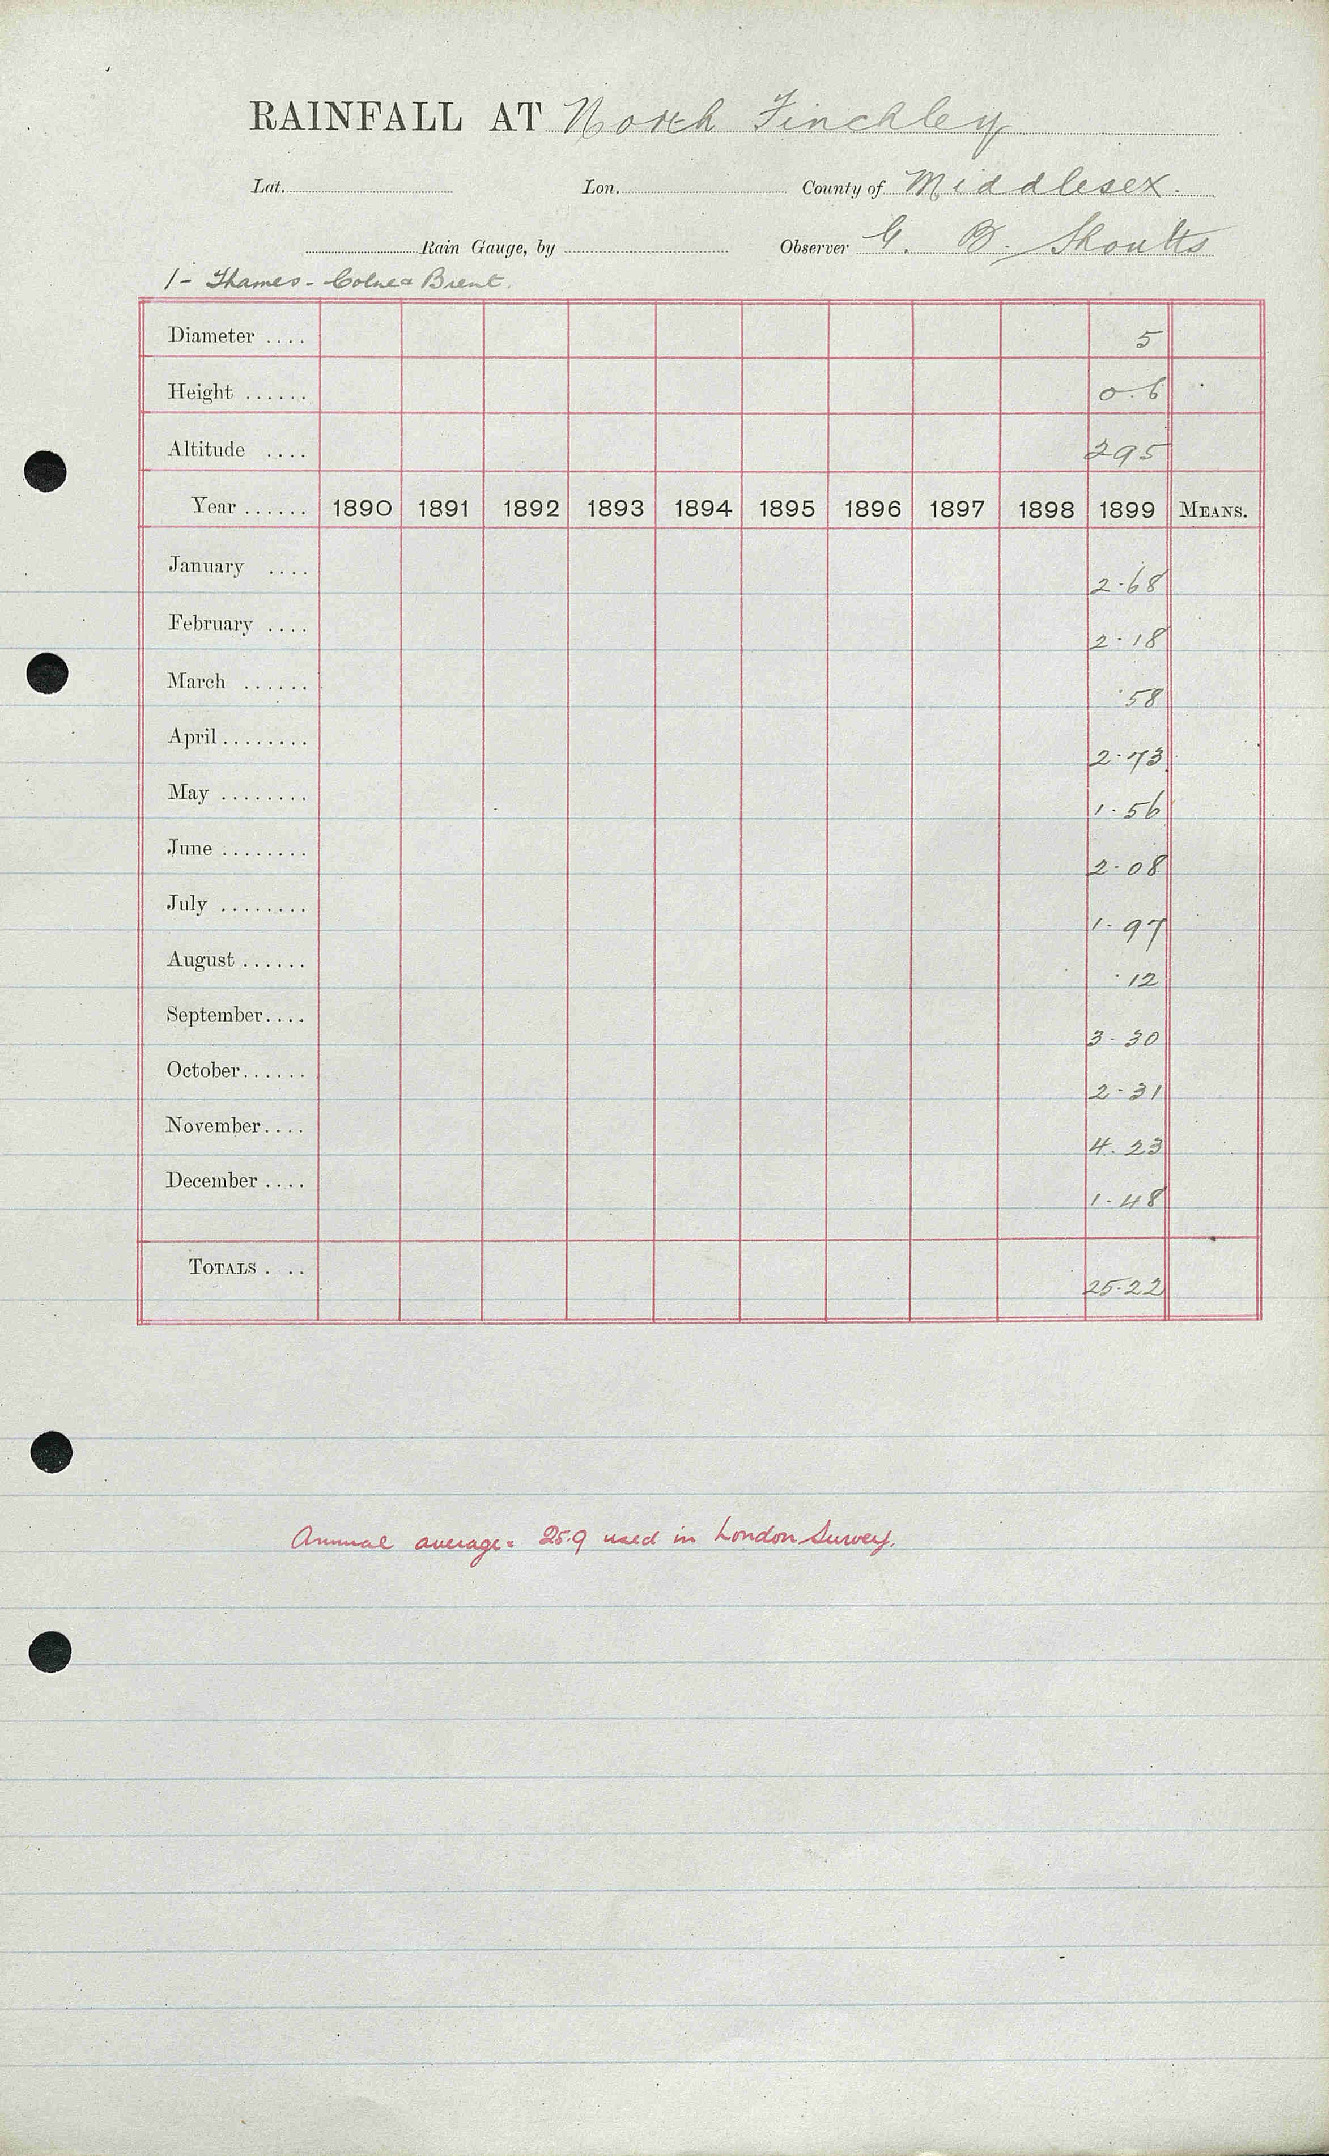 RAINFALL AT North Finchley
Lat. Lon. County of Middlesex.
Rain Gauge, by Observer G. B. Shoults
1 - Thames - Colne & Brent.
Diameter .... 5
Height ...... 0.6
Altitude .... 295
Year ...... 1890 1891 1892 1893 1894 1895 1896 1897 1898 1899 MEANS.
January .... 2.68
February .... 2.18
March ...... .58
April ........ 2.73
May ........ 1.56
June ........ 2.08
July ........ 1.97
August ...... .12
September.... 3.30
October...... 2.31
November.... 4.23
December .... 1.48
TOTALS . .. 25.22
Annual average = 25.9 used in London Survey.